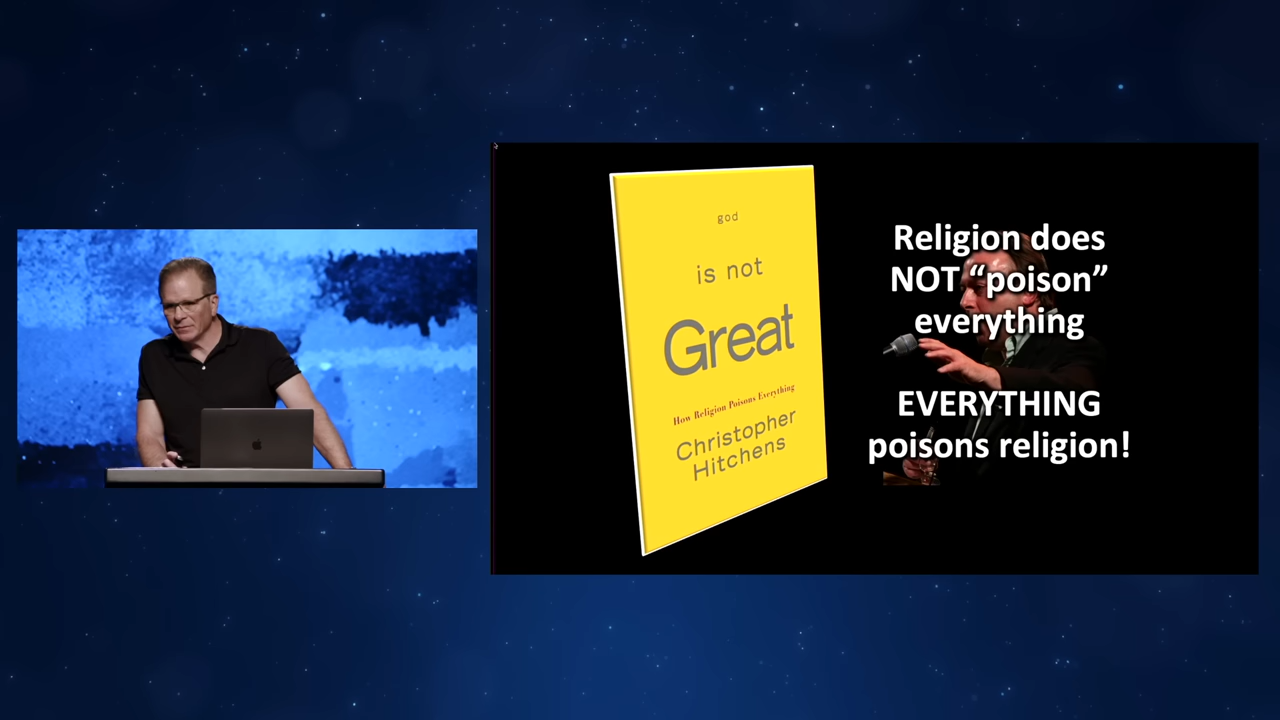 god
is not
Great
How Religion Poisons Everything
Christopher
Hitchens
Religion does
NOT “poison”
everything
EVERYTHING
poisons religion!